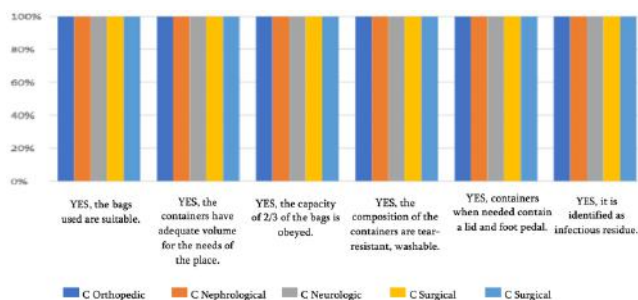 100%
80%
60%
40%
20%
0%
YES, the bags
used are suitable.
YES, the
containers have
adequate volume
for the needs of
the place.
YES, the capacity
of 2/3 of the bags is
obeyed.
YES, the
composition of the
containers are tear-
resistant, washable.
YES, containers
when needed contain
a lid and foot pedal.
YES, it is
identified as
infectious residue.
C Orthopedic
C Nephrological
C Neurologic
C Surgical
C Surgical